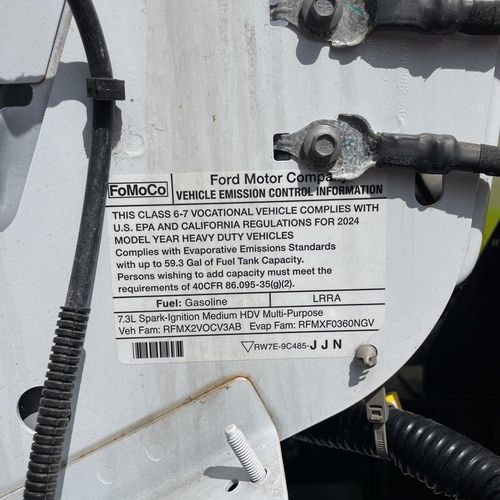 FoMoCo
Ford Motor Compa
VEHICLE EMISSION CONTROL INFORMATION
THIS CLASS 6-7 VOCATIONAL VEHICLE COMPLIES WITH
U.S. EPA AND CALIFORNIA REGULATIONS FOR 2024
MODEL YEAR HEAVY DUTY VEHICLES
Complies with Evaporative Emissions Standards
with up to 59.3 Gal of Fuel Tank Capacity.
Persons wishing to add capacity must meet the
requirements of 40CFR 86.095-35(g)(2).
Fuel: Gasoline LRRA
7.3L Spark-Ignition Medium HDV Multi-Purpose
Veh Fam: RFMX2VOCV3AB Evap Fam: RFMXF0360NGV
RW7E-9C485-JJN